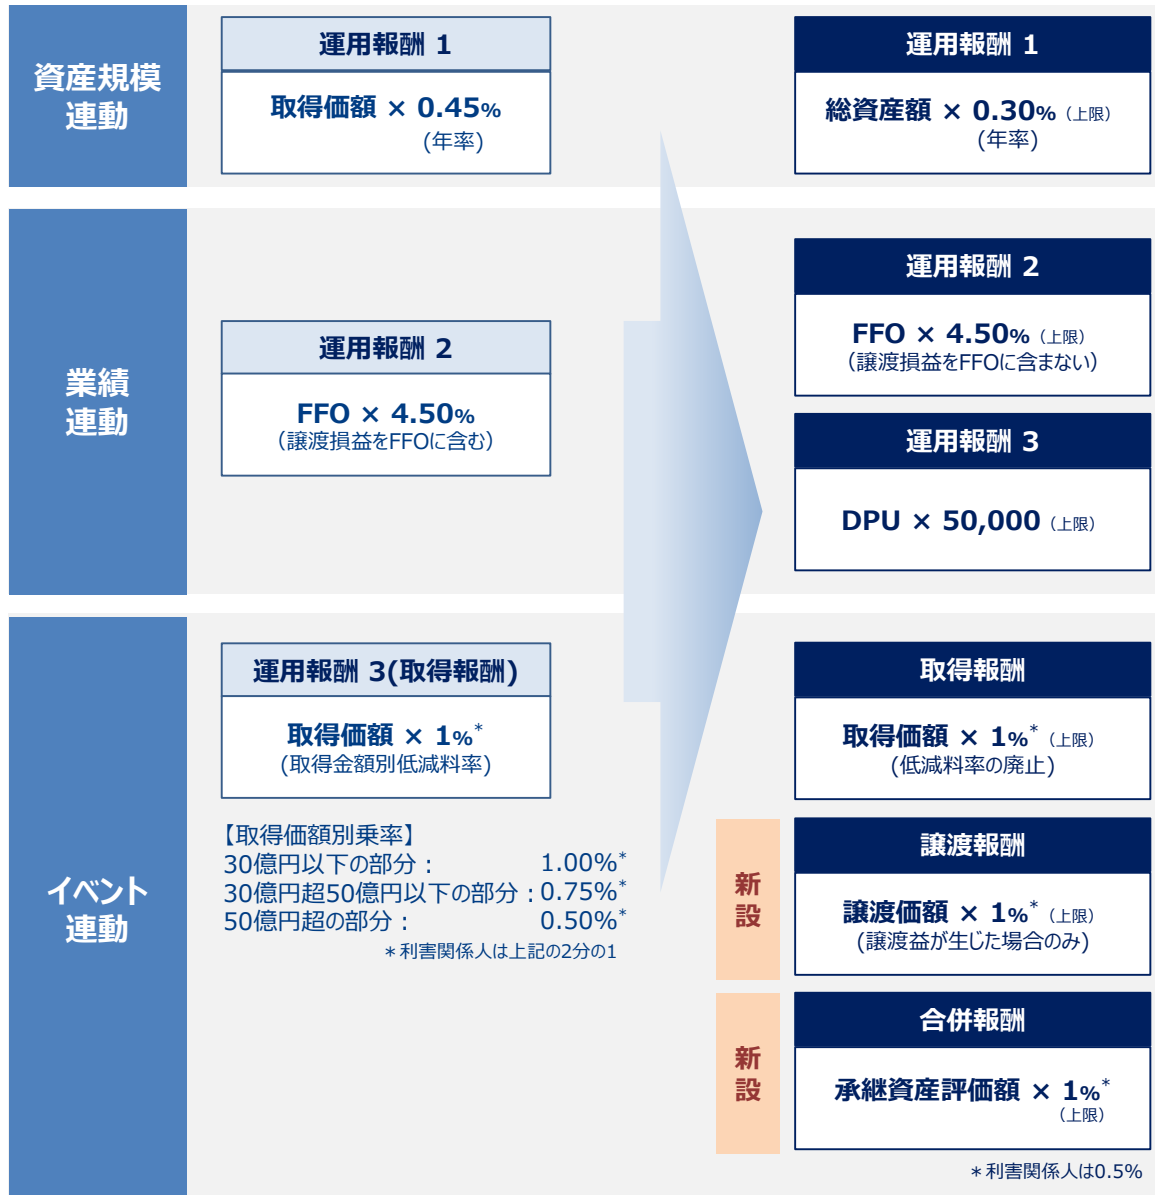 資産規模
連動
運用報酬 1
取得価額 × 0.45%
(年率)
運用報酬 1
総資産額 × 0.30% (上限)
(年率)
業績
連動
運用報酬 2
FFO × 4.50%
（譲渡損益をFFOに含む）
運用報酬 2
FFO × 4.50% (上限)
（譲渡損益をFFOに含まない）
運用報酬 3
DPU × 50,000 (上限)
イベント
連動
運用報酬 3(取得報酬)
取得価額 × 1%*
(取得金額別低減料率)
【取得価額別乗率】
30億円以下の部分： 1.00%*
30億円超50億円以下の部分：0.75%*
50億円超の部分： 0.50%*
＊利害関係人は上記の2分の1
取得報酬
取得価額 × 1%* (上限)
(低減料率の廃止)
新
設
譲渡報酬
譲渡価額 × 1%* (上限)
(譲渡益が生じた場合のみ)
新
設
合併報酬
承継資産評価額 × 1%*
(上限)
＊利害関係人は0.5%